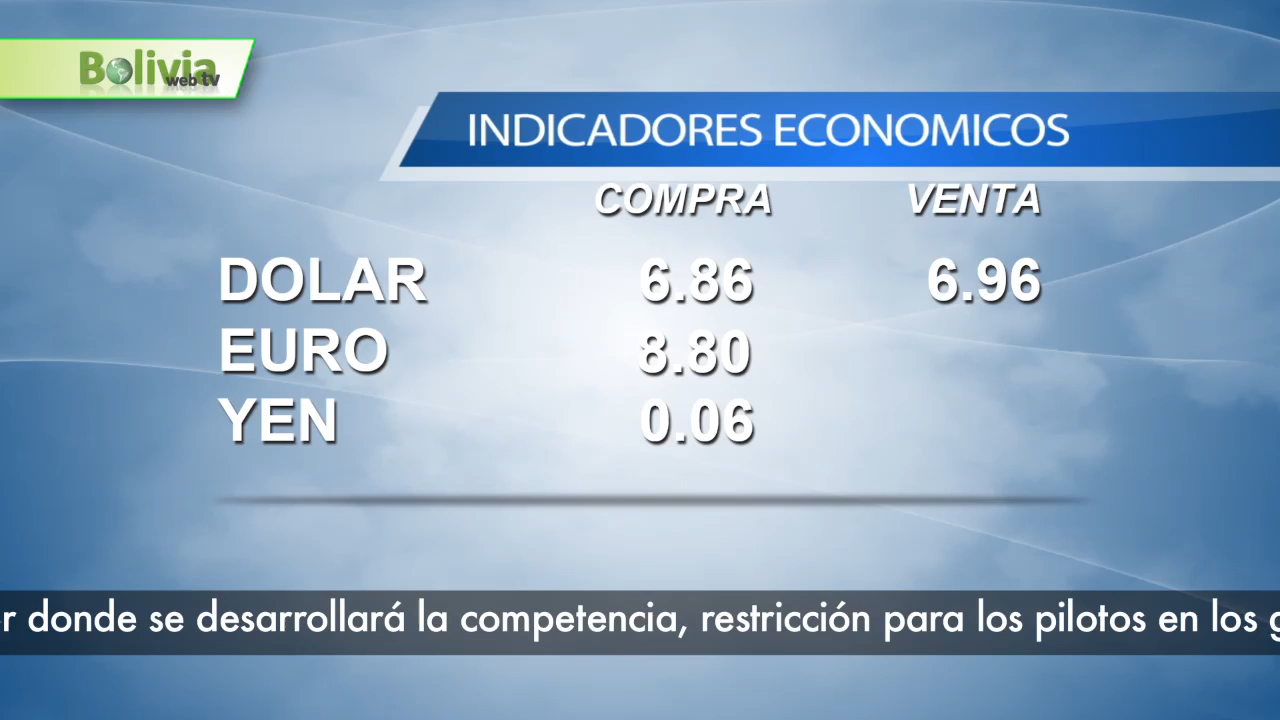 Bolivia
web tv
INDICADORES ECONOMICOS
COMPRA VENTA
DOLAR 6.86 6.96
EURO 8.80
YEN 0.06
donde se desarrollará la competencia, restricción para los pilotos en los